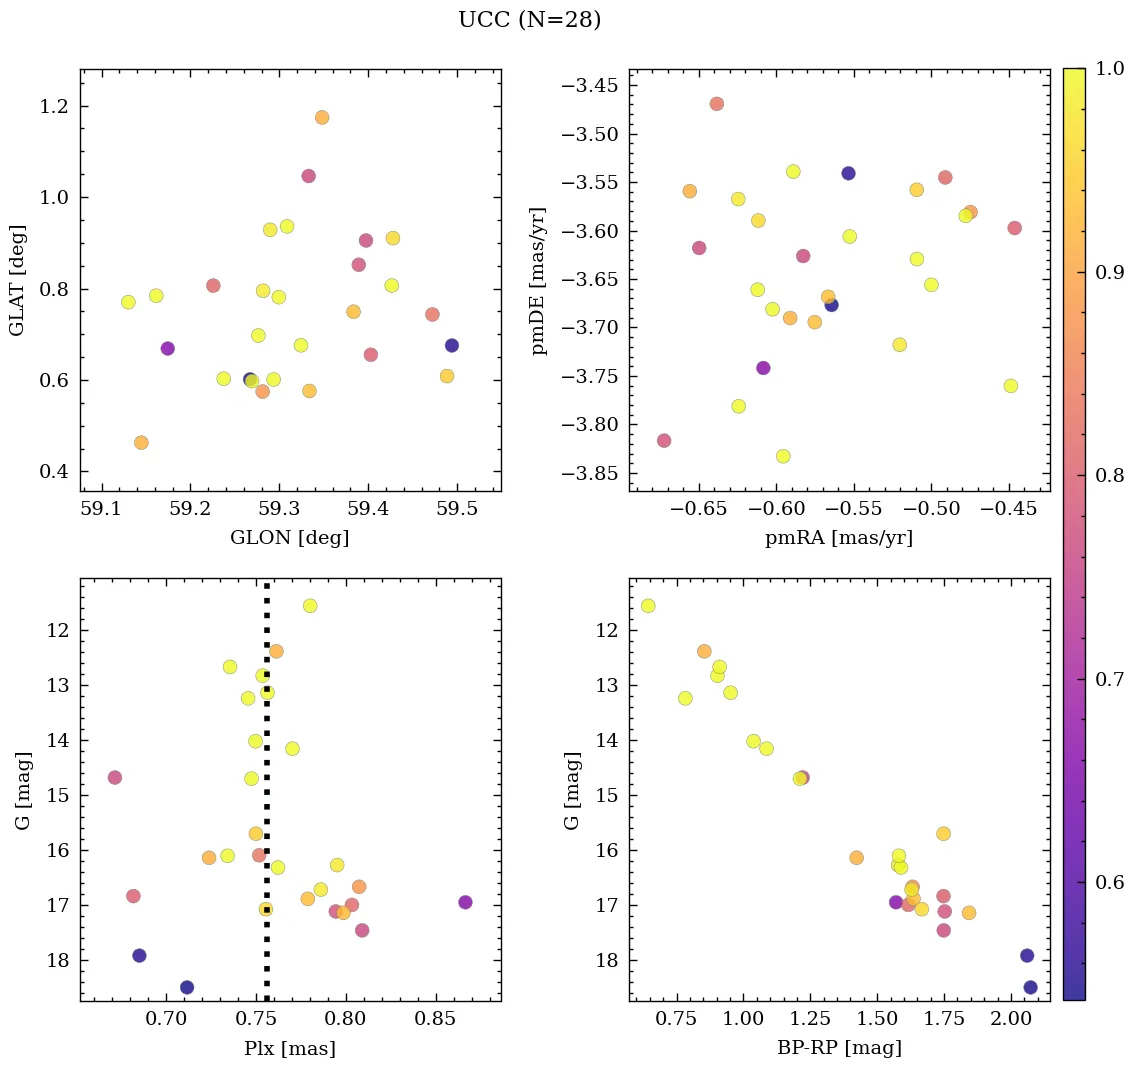 UCC (N=28)
1.2
1.0
0.8
0.6
0.4
GLAT [deg]
59.1 59.2 59.3 59.4 59.5
GLON [deg]
−3.45
−3.50
−3.55
−3.60
−3.65
−3.70
−3.75
−3.80
−3.85
pmDE [mas/yr]
−0.65 −0.60 −0.55 −0.50 −0.45
pmRA [mas/yr]
1.0
0.9
0.8
0.7
0.6
12
13
14
15
16
17
18
G [mag]
0.70 0.75 0.80 0.85
Plx [mas]
12
13
14
15
16
17
18
G [mag]
0.75 1.00 1.25 1.50 1.75 2.00
BP-RP [mag]